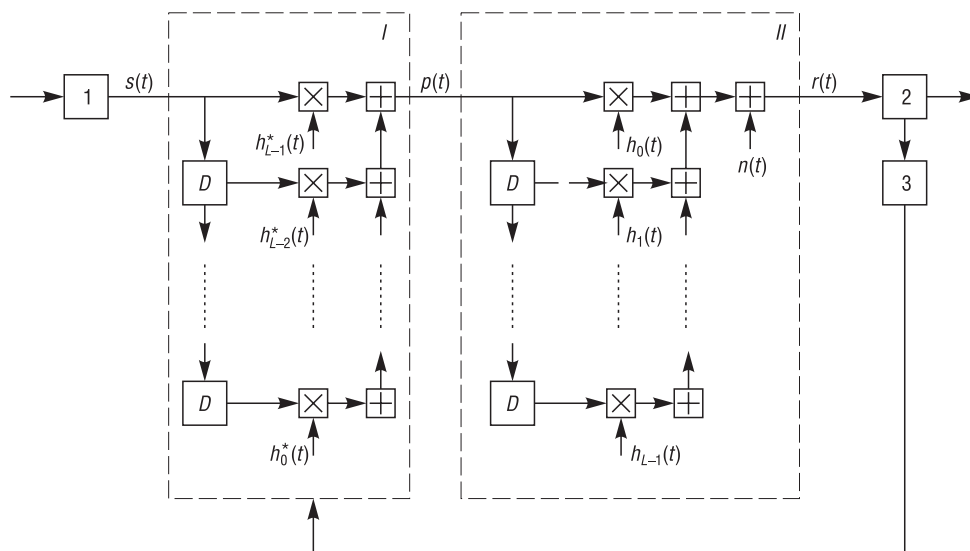 I II
1 s(t) p(t) r(t) 2
h*L–1(t) h0(t) n(t)
D D 3
h*L–2(t) h1(t)
D D
h*0(t) hL–1(t)